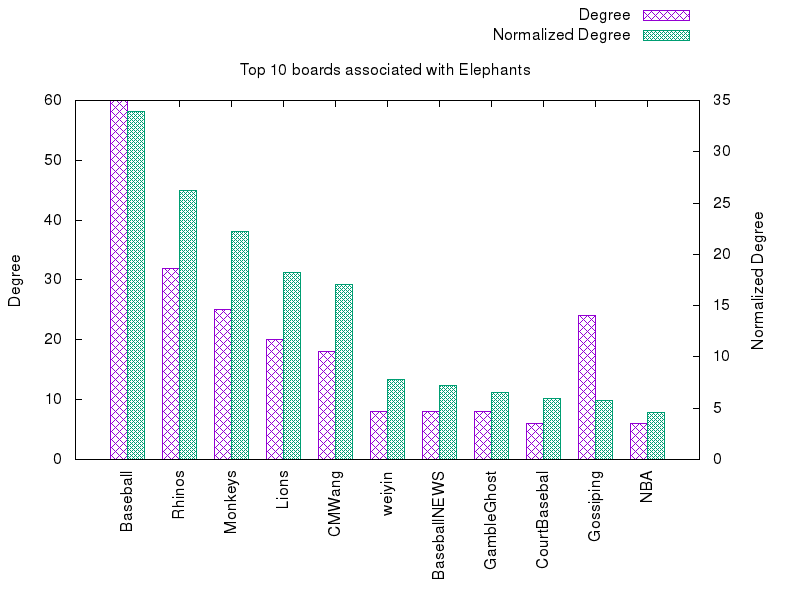 Degree
Normalized Degree
Top 10 boards associated with Elephants
60
50
40
30
20
10
0
35
30
25
20
15
10
5
0
Degree
Normalized Degree
Baseball
Rhinos
Monkeys
Lions
CMWang
weiyin
BaseballNEWS
GambleGhost
CourtBasebal
Gossiping
NBA